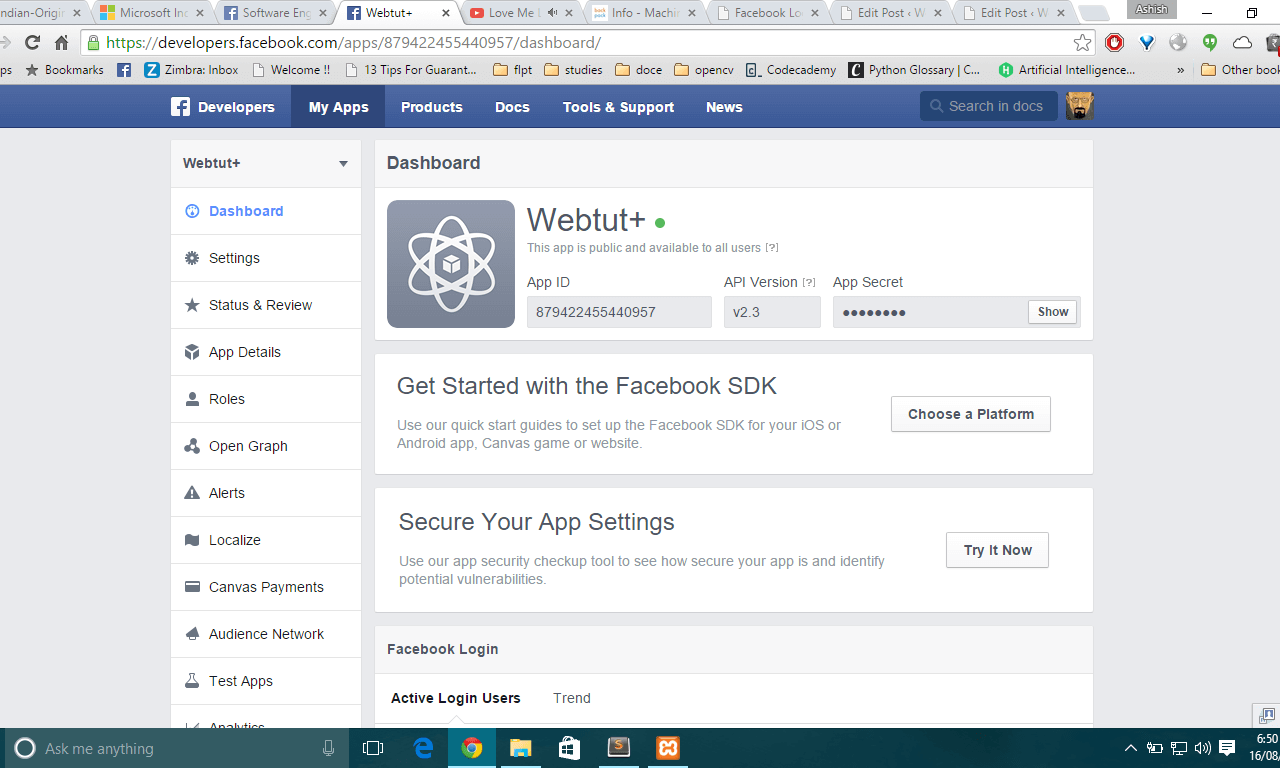 ndian-Origin
Microsoft Inc
Software Eng
Webtut+
Love Me
Info - Machin
Facebook Lo
Edit Post ‹ W
Edit Post ‹ W
Ashish
https://developers.facebook.com/apps/879422455440957/dashboard/
ps
Bookmarks
Zimbra: Inbox
Welcome !!
13 Tips For Guarant...
flpt
studies
doce
opencv
Codecademy
Python Glossary | C...
Artificial Intelligence...
»
Other book
Developers
My Apps
Products
Docs
Tools & Support
News
Search in docs
Webtut+
Dashboard
Settings
Status & Review
App Details
Roles
Open Graph
Alerts
Localize
Canvas Payments
Audience Network
Test Apps
Analytics
Dashboard
Webtut+
This app is public and available to all users [?]
App ID
879422455440957
API Version [?]
v2.3
App Secret
●●●●●●●●
Show
Get Started with the Facebook SDK
Use our quick start guides to set up the Facebook SDK for your iOS or
Android app, Canvas game or website.
Choose a Platform
Secure Your App Settings
Use our app security checkup tool to see how secure your app is and identify
potential vulnerabilities.
Try It Now
Facebook Login
Active Login Users
Trend
Ask me anything
6:50
16/08/